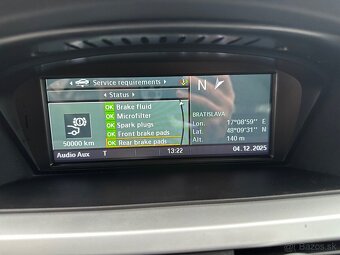 Service requirements
Status
OK Brake fluid
OK Microfilter
OK Spark plugs
OK Front brake pads
OK Rear brake pads
50000 km
N
BRATISLAVA
Lon. 17°08'59" E
Lat. 48°09'31" N
Alt. 140 m
Audio Aux T 13:22 04.12.2025
bazos.sk